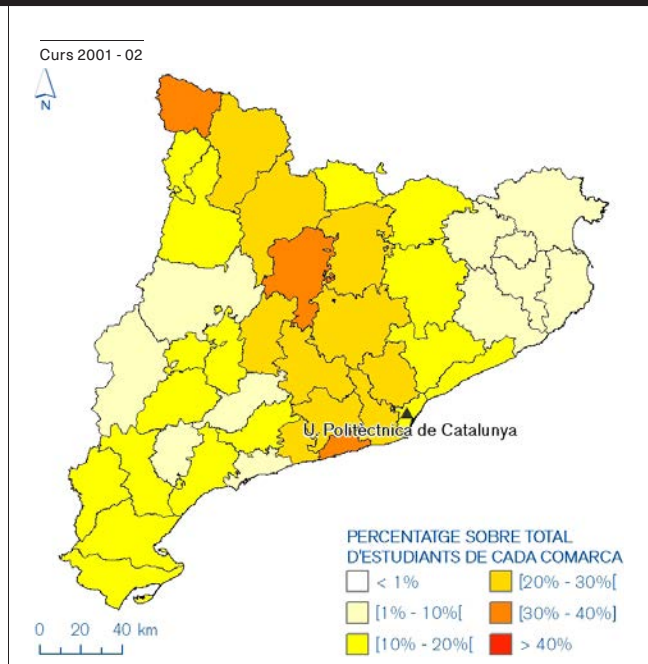 Curs 2001 - 02
N
U. Politèctnica de Catalunya
PERCENTATGE SOBRE TOTAL
D'ESTUDIANTS DE CADA COMARCA
< 1%
[20% - 30%[
[1% - 10%[
[30% - 40%]
[10% - 20%[
> 40%
0 20 40 km